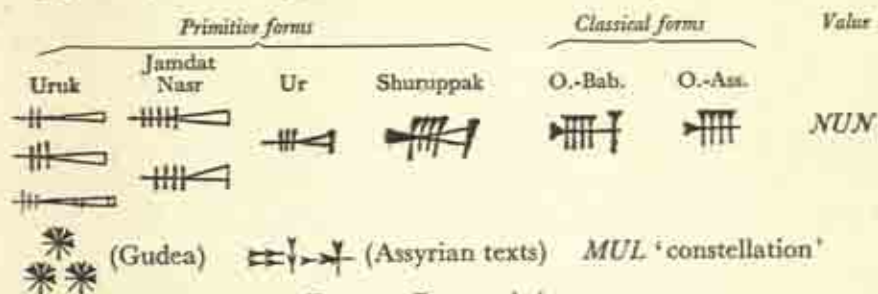 Primitive forms Classical forms Value
Uruk Jamdat Nasr Ur Shuruppak O.-Bab. O.-Ass.
NUN
(Gudea) (Assyrian texts) MUL ‘constellation’